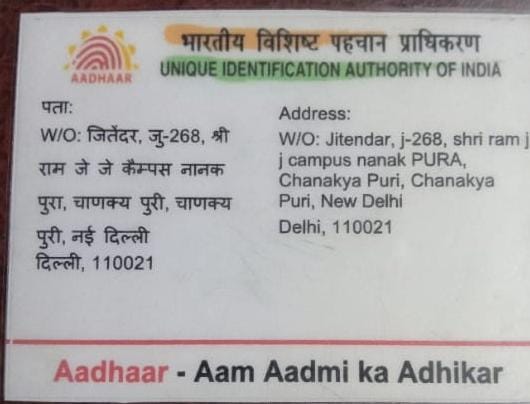 भारतीय विशिष्ट पहचान प्राधिकरण
UNIQUE IDENTIFICATION AUTHORITY OF INDIA
AADHAAR
पता:
W/O: जितेंदर, जु-268, श्री
राम जे जे कैम्पस नानक
पुरा, चाणक्य पुरी, चाणक्य
पुरी, नई दिल्ली
दिल्ली, 110021
Address:
W/O: Jitendar, j-268, shri ram j
j campus nanak PURA,
Chanakya Puri, Chanakya
Puri, New Delhi
Delhi, 110021
Aadhaar - Aam Aadmi ka Adhikar